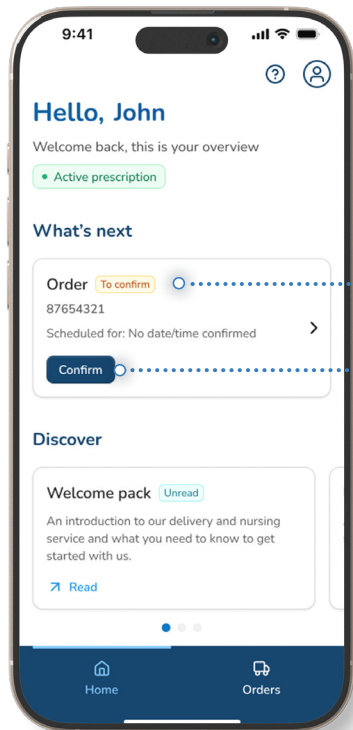 9:41
Hello, John
Welcome back, this is your overview
Active prescription
What's next
Order To confirm
87654321
Scheduled for: No date/time confirmed
Confirm
Discover
Welcome pack Unread
An introduction to our delivery and nursing
service and what you need to know to get
started with us.
Read
Home Orders